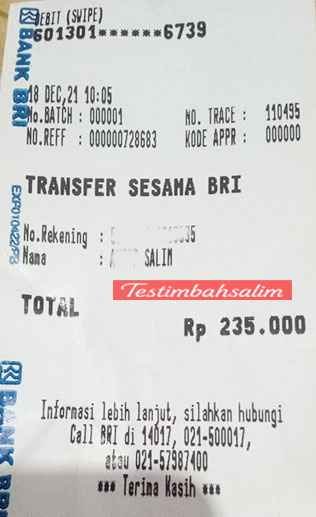 DEBIT (SWIPE)
601301******6739
BANK BRI
18 DEC,21 10:05
No.BATCH : 000001 NO. TRACE : 110495
NO.REFF : 000000728683 KODE APPR : 000000
TRANSFER SESAMA BRI
EXP010422/P3
No.Rekening :
Nama : SALIM
Testimbahsalim
TOTAL
Rp 235.000
Informasi lebih lanjut, silahkan hubungi
Call BRI di 14017, 021-500017,
atau 021-57987400
*** Terima Kasih ***
BANK BRI